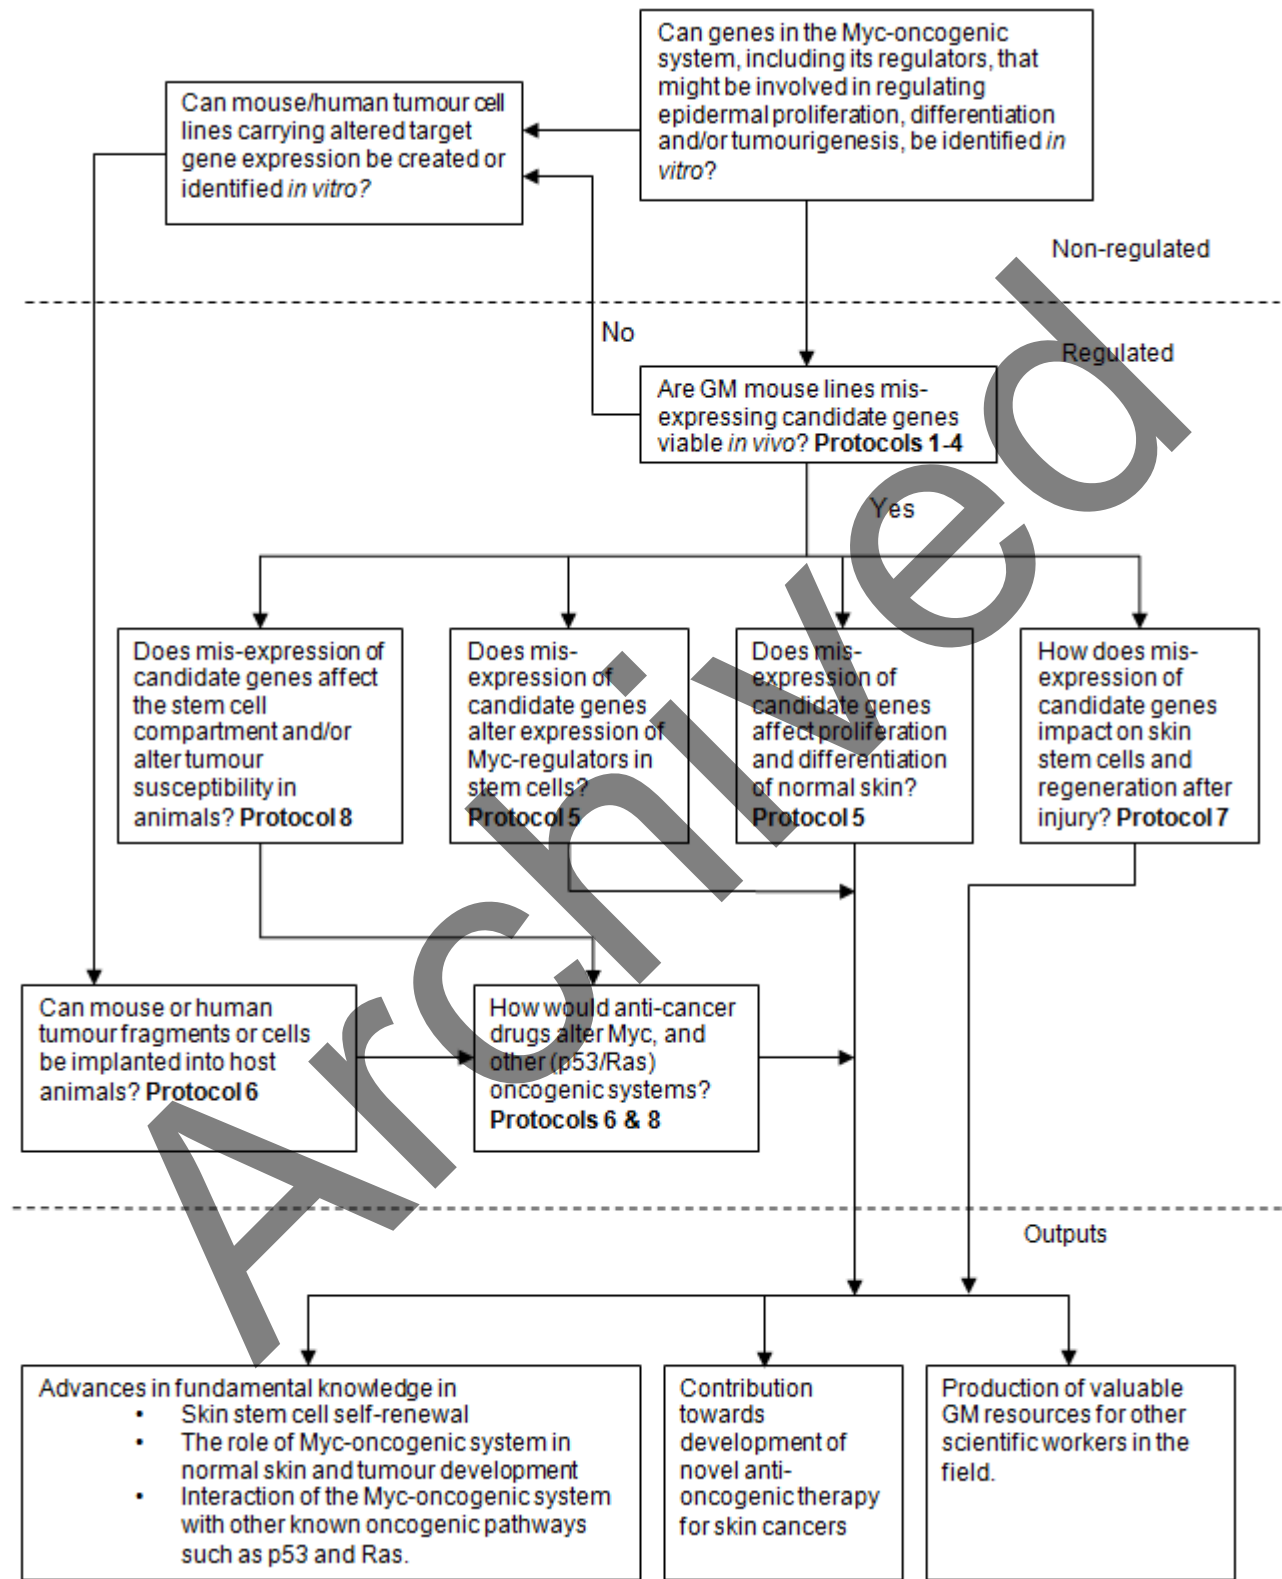 Can genes in the Myc-oncogenic
system, including its regulators, that
might be involved in regulating
epidermal proliferation, differentiation
and/or tumourigenesis, be identified in
vitro?
Can mouse/human tumour cell
lines carrying altered target
gene expression be created or
identified in vitro?
Non-regulated
No
Regulated
Are GM mouse lines mis-
expressing candidate genes
viable in vivo? Protocols 1-4
Yes
Does mis-expression of
candidate genes affect
the stem cell
compartment and/or
alter tumour
susceptibility in
animals? Protocol 8
Does mis-
expression of
candidate genes
alter expression of
Myc-regulators in
stem cells?
Protocol 5
Does mis-
expression of
candidate genes
affect proliferation
and differentiation
of normal skin?
Protocol 5
How does mis-
expression of
candidate genes
impact on skin
stem cells and
regeneration after
injury? Protocol 7
Can mouse or human
tumour fragments or cells
be implanted into host
animals? Protocol 6
How would anti-cancer
drugs alter Myc, and
other (p53/Ras)
oncogenic systems?
Protocols 6 & 8
Outputs
Advances in fundamental knowledge in
• Skin stem cell self-renewal
• The role of Myc-oncogenic system in
normal skin and tumour development
• Interaction of the Myc-oncogenic system
with other known oncogenic pathways
such as p53 and Ras.
Contribution
towards
development of
novel anti-
oncogenic therapy
for skin cancers
Production of valuable
GM resources for other
scientific workers in the
field.
Archived